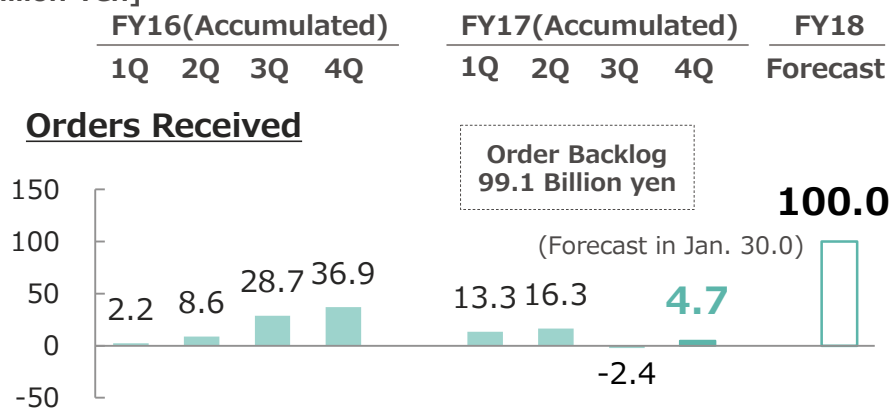 FY16(Accumulated) FY17(Accumulated) FY18
1Q 2Q 3Q 4Q 1Q 2Q 3Q 4Q Forecast
Orders Received
Order Backlog
99.1 Billion yen
150
100.0
100
(Forecast in Jan. 30.0)
50
2.2 8.6 28.7 36.9 13.3 16.3 4.7
0
-2.4
-50